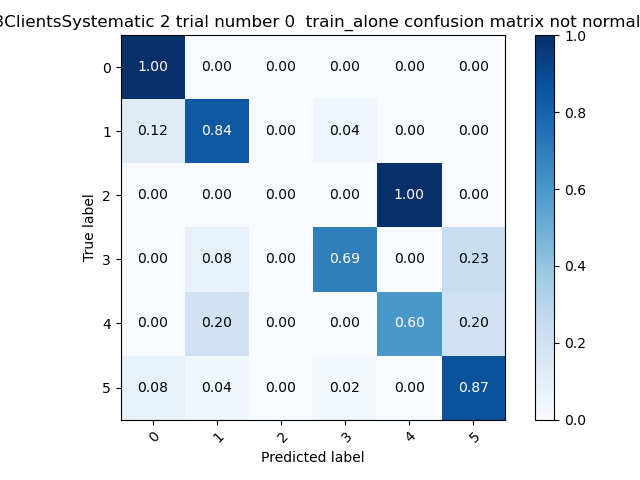 3ClientsSystematic 2 trial number 0  train_alone confusion matrix not normal
1.0
0 1.00 0.00 0.00 0.00 0.00 0.00
0.8
1 0.12 0.84 0.00 0.04 0.00 0.00
2 0.00 0.00 0.00 0.00 1.00 0.00
0.6
True label
3 0.00 0.08 0.00 0.69 0.00 0.23
0.4
4 0.00 0.20 0.00 0.00 0.60 0.20
0.2
5 0.08 0.04 0.00 0.02 0.00 0.87
0.0
0 1 2 3 4 5
Predicted label